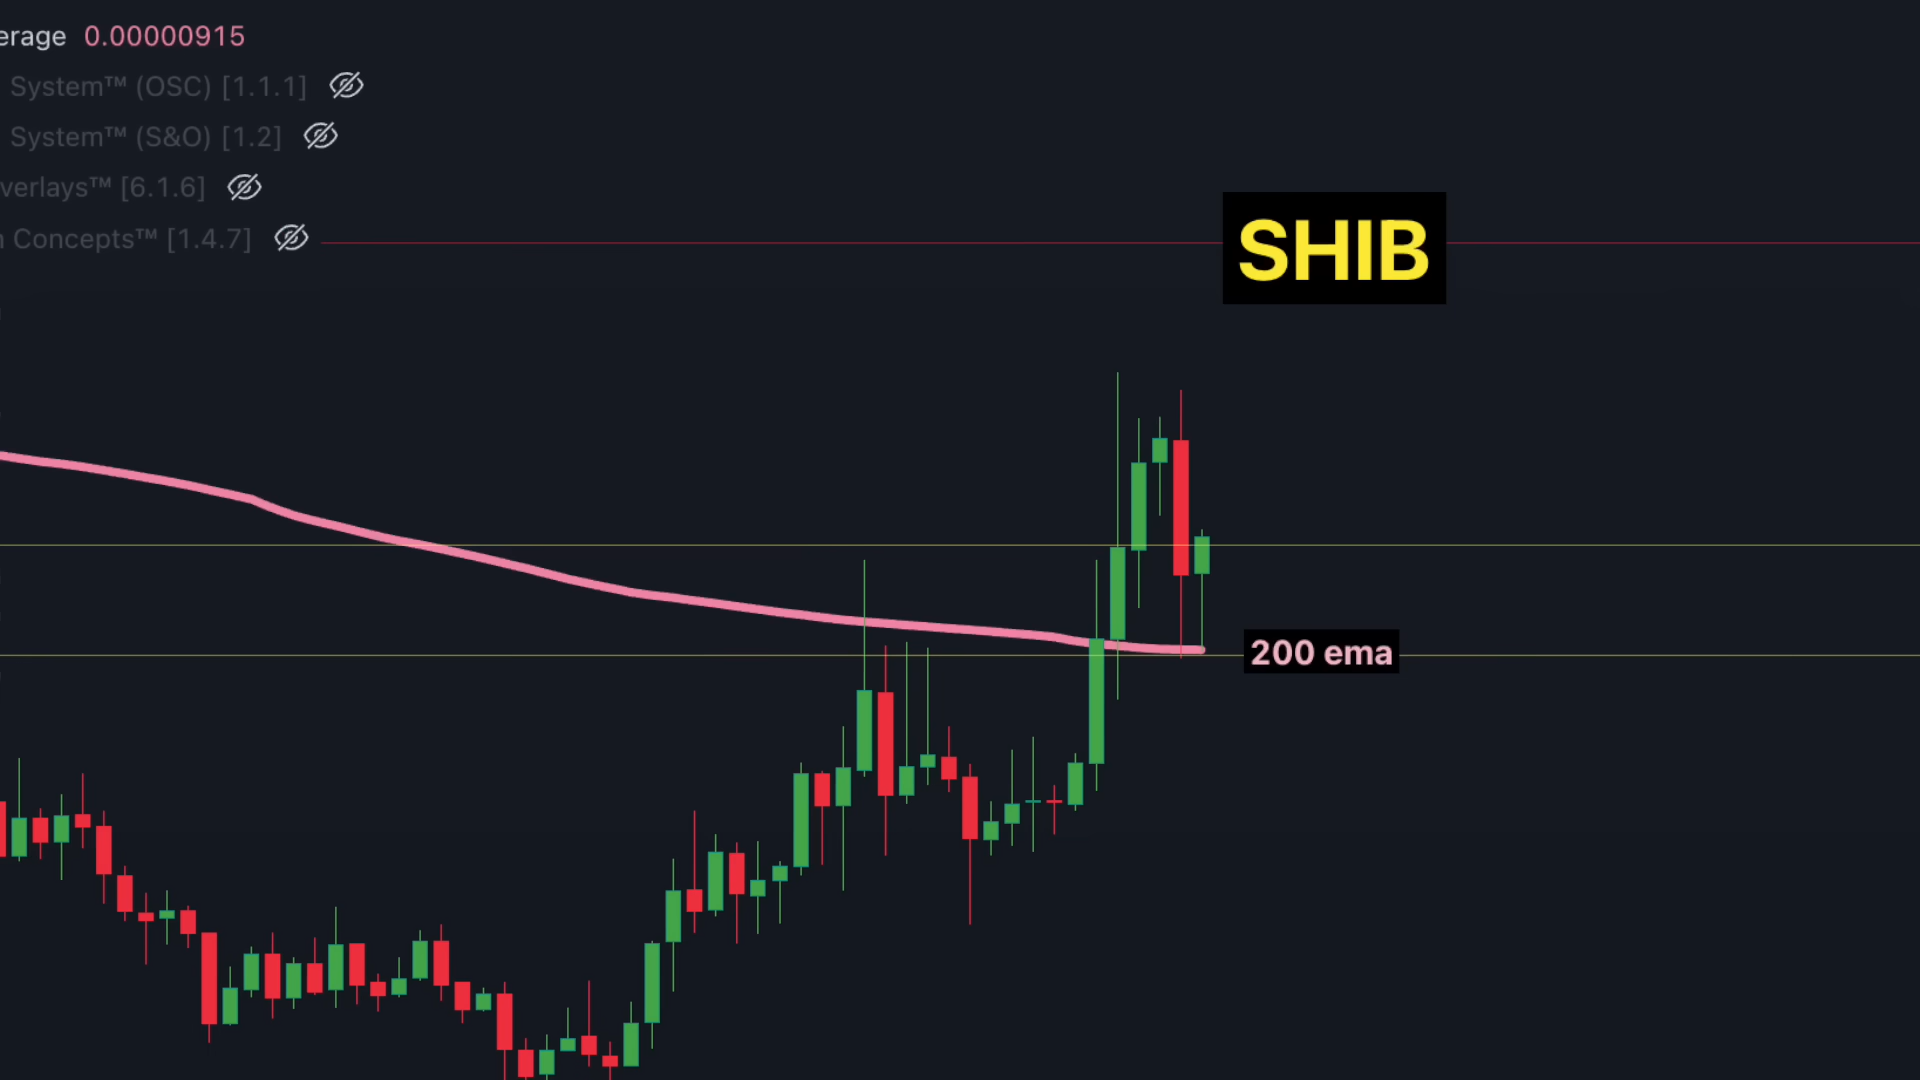 erage 0.00000915
System™ (OSC) [1.1.1]
System™ (S&O) [1.2]
verlays™ [6.1.6]
Concepts™ [1.4.7]
SHIB
200 ema